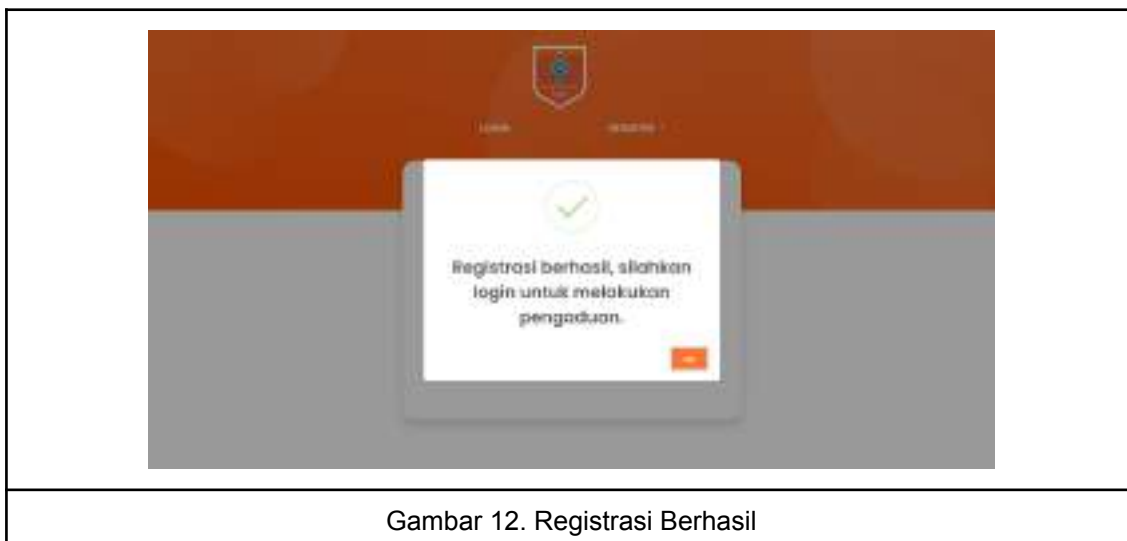 Registrasi berhasil, silahkan
login untuk melakukan
pengaduan.
Gambar 12. Registrasi Berhasil